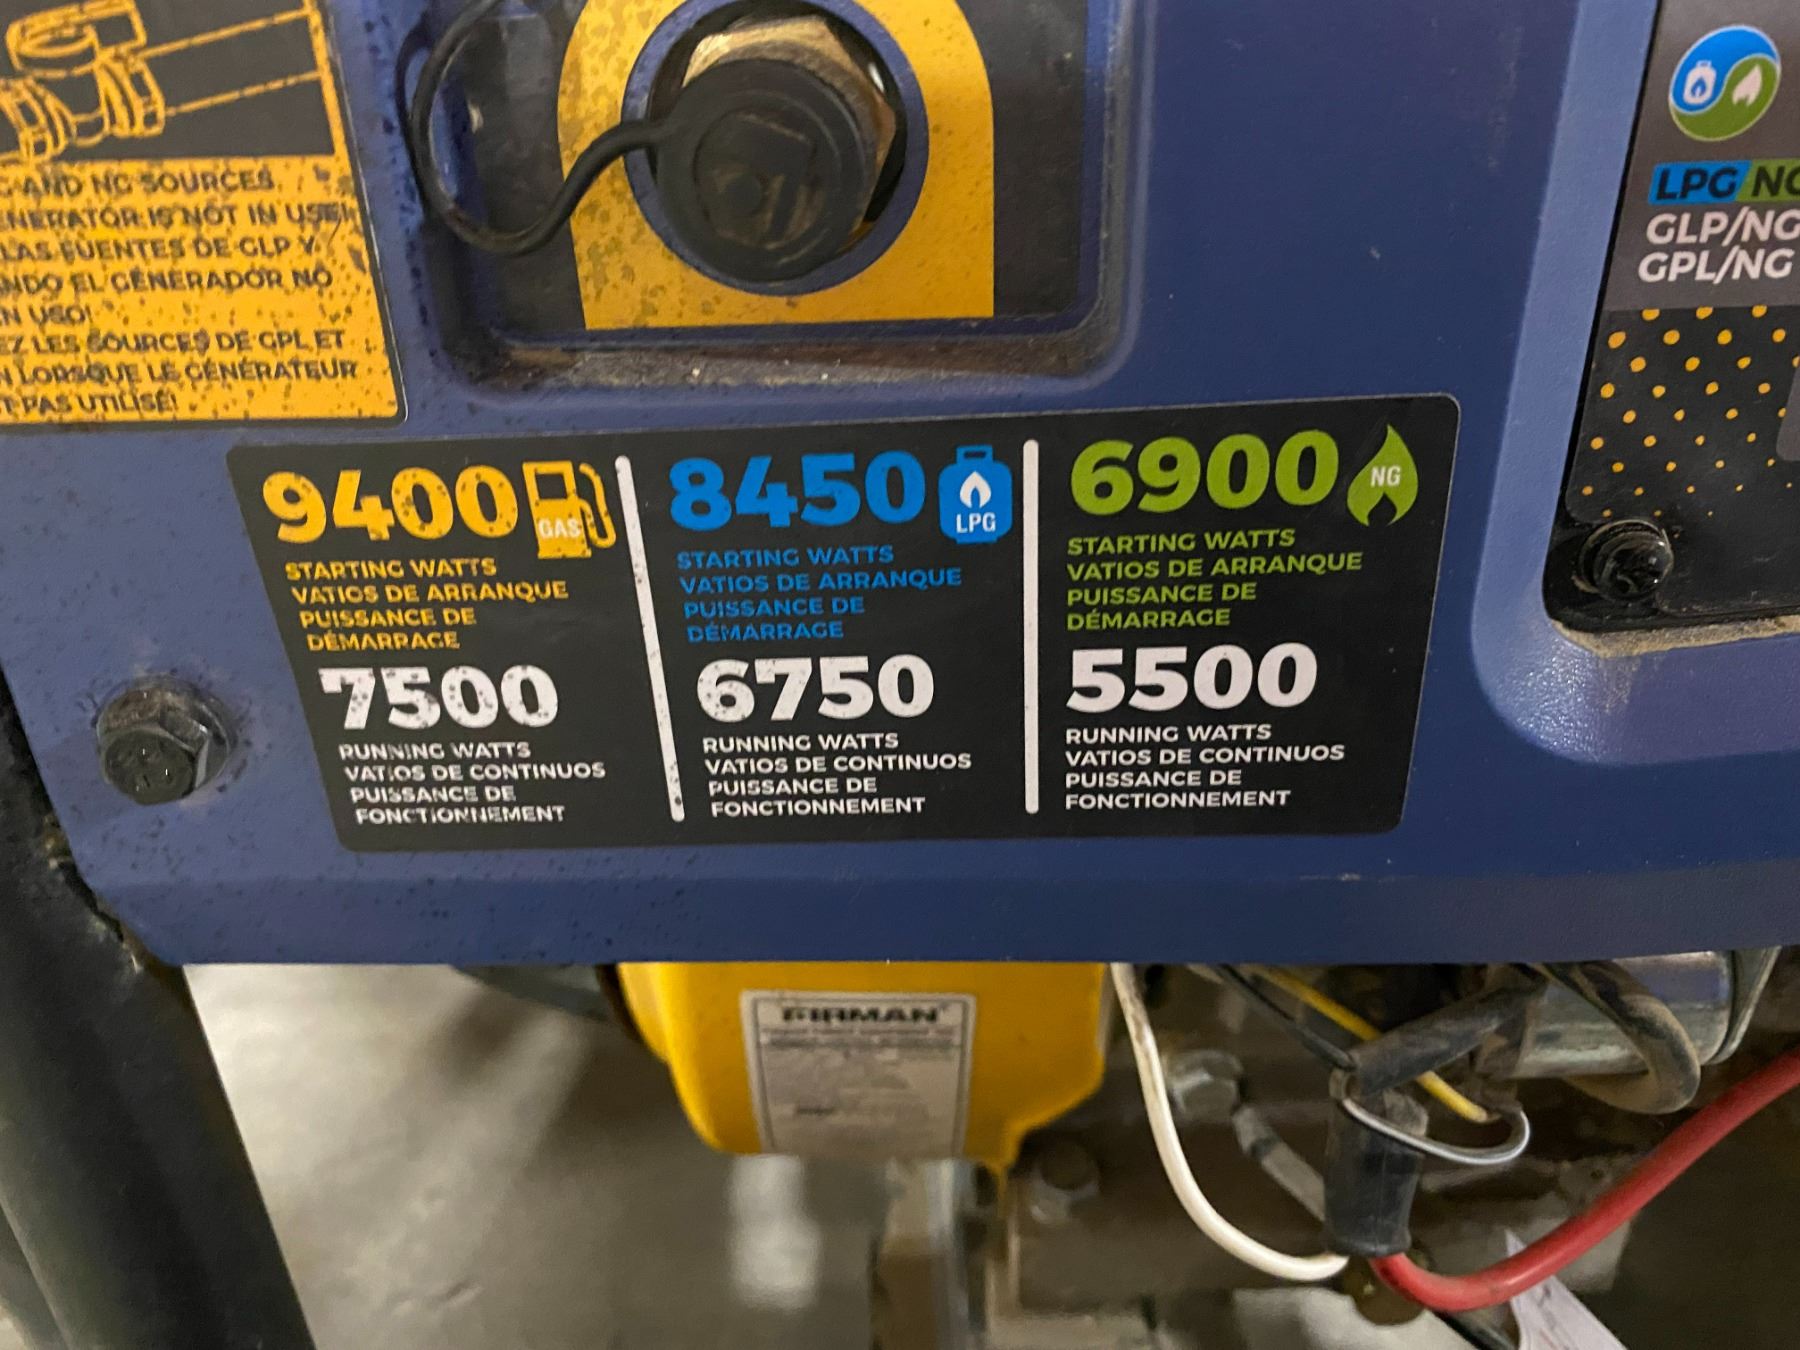 G AND NG SOURCES
ENERATOR IS NOT IN USE!
LAS FUENTES DE GLP Y
NDO EL GENERADOR NO
N USO!
EZ LES SOURCES DE GPL ET
N LORSQUE LE GÉNÉRATEUR
T PAS UTILISÉ!
LPG NG
GLP/NG
GPL/NG
9400 GAS
STARTING WATTS
VATIOS DE ARRANQUE
PUISSANCE DE
DÉMARRAGE
7500
RUNNING WATTS
VATIOS DE CONTINUOS
PUISSANCE DE
FONCTIONNEMENT
8450 LPG
STARTING WATTS
VATIOS DE ARRANQUE
PUISSANCE DE
DÉMARRAGE
6750
RUNNING WATTS
VATIOS DE CONTINUOS
PUISSANCE DE
FONCTIONNEMENT
6900 NG
STARTING WATTS
VATIOS DE ARRANQUE
PUISSANCE DE
DÉMARRAGE
5500
RUNNING WATTS
VATIOS DE CONTINUOS
PUISSANCE DE
FONCTIONNEMENT
FIRMAN